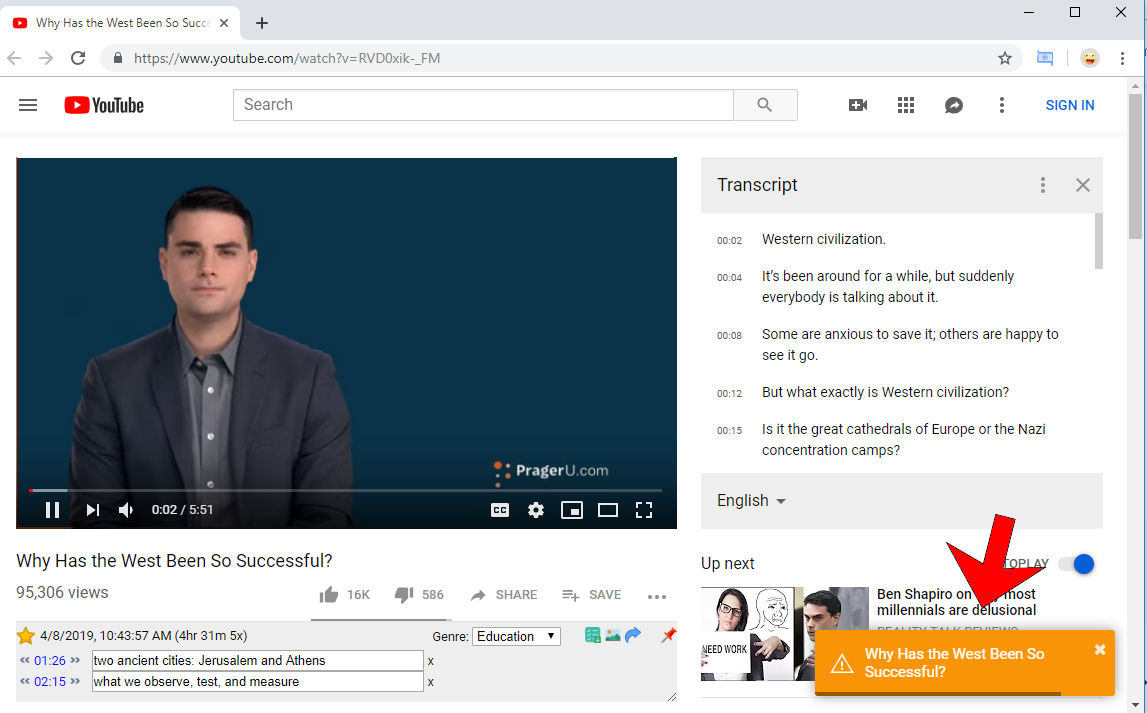 Why Has the West Been So Succe
https://www.youtube.com/watch?v=RVD0xik-_FM
YouTube
Search
SIGN IN
PragerU.com
0:02 / 5:51
CC
Transcript
00:02 Western civilization.
00:04 It's been around for a while, but suddenly
everybody is talking about it.
00:08 Some are anxious to save it; others are happy to
see it go.
00:12 But what exactly is Western civilization?
00:15 Is it the great cathedrals of Europe or the Nazi
concentration camps?
English
Why Has the West Been So Successful?
95,306 views
16K
586
SHARE
SAVE
4/8/2019, 10:43:57 AM (4hr 31m 5x)
Genre: Education
« 01:26 » two ancient cities: Jerusalem and Athens x
« 02:15 » what we observe, test, and measure x
Up next
TOPLAY
NEED WORK
Ben Shapiro on most
millennials are delusional
REALITY TALK REVIEWS
Why Has the West Been So
Successful?